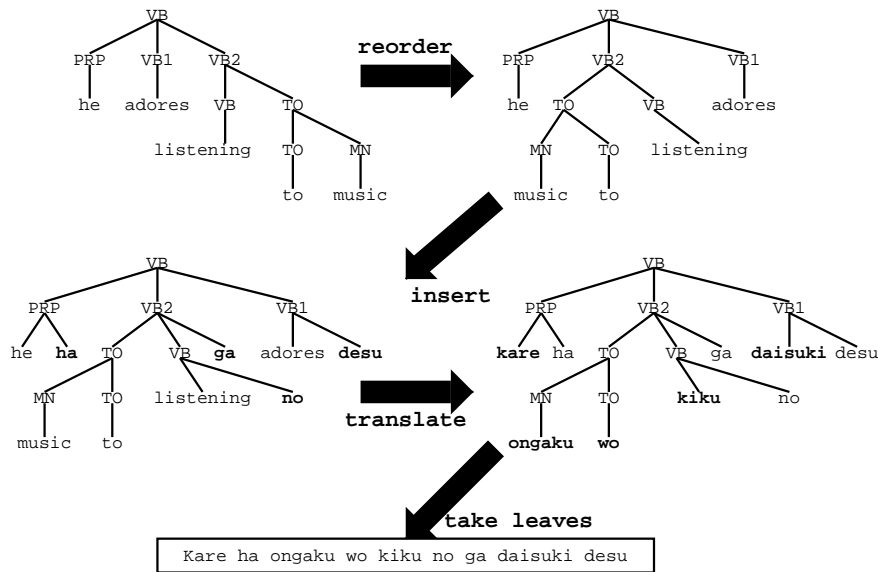 VB VB
reorder
PRP VB1 VB2 PRP VB2 VB1
he adores VB TO he TO VB adores
listening TO MN MN TO listening
to music music to
insert
VB VB
PRP VB2 VB1 PRP VB2 VB1
he ha TO VB ga adores desu kare ha TO VB ga daisuki desu
MN TO listening no MN TO kiku no
translate
music to ongaku wo
take leaves
Kare ha ongaku wo kiku no ga daisuki desu